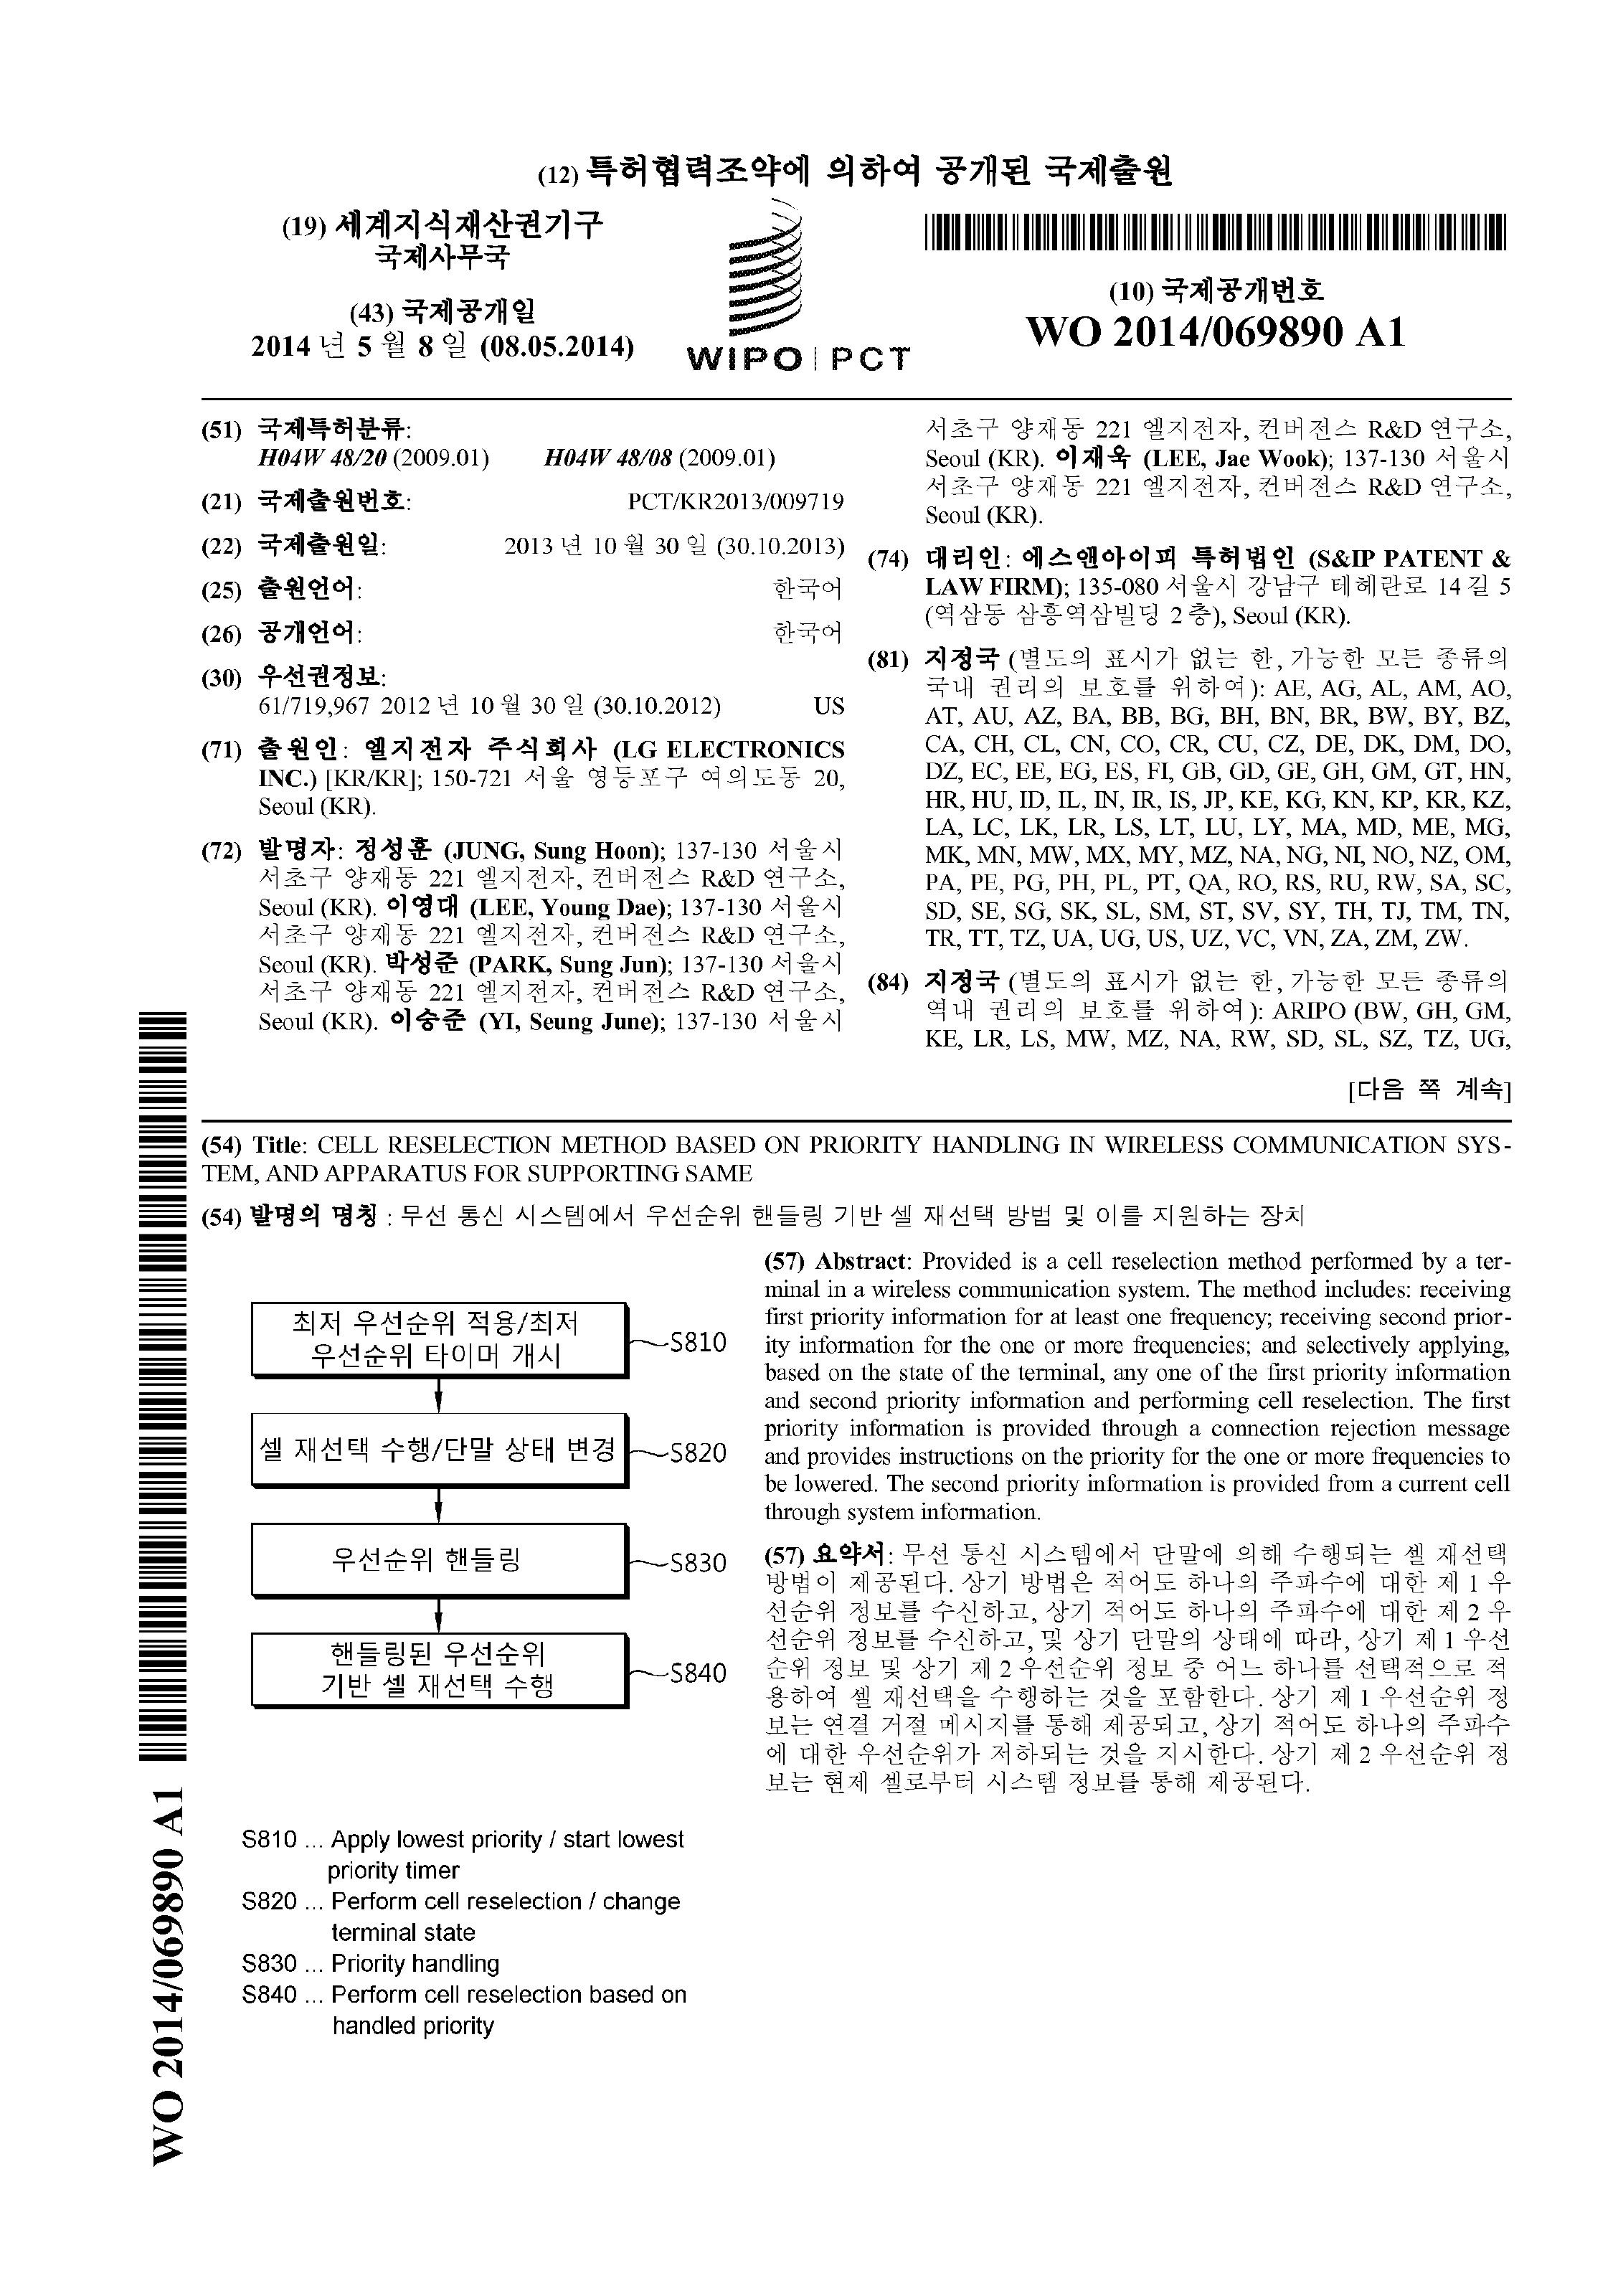 (12) 특허협력조약에 의하여 공개된 국제출원
(19) 세계지식재산권기구
국제사무국
(43) 국제공개일
2014 년 5 월 8 일 (08.05.2014)
WIPO | PCT
(10) 국제공개번호
WO 2014/069890 A1
(51) 국제특허분류:
H04W 48/20 (2009.01) H04W 48/08 (2009.01)
(21) 국제출원번호: PCT/KR2013/009719
(22) 국제출원일: 2013 년 10 월 30 일 (30.10.2013)
(25) 출원언어: 한국어
(26) 공개언어: 한국어
(30) 우선권정보:
61/719,967 2012 년 10 월 30 일 (30.10.2012) US
(71) 출원인: 엘지전자 주식회사 (LG ELECTRONICS
INC.) [KR/KR]; 150-721 서울 영등포구 여의도동 20,
Seoul (KR).
(72) 발명자: 정성훈 (JUNG, Sung Hoon); 137-130 서울시
서초구 양재동 221 엘지전자, 컨버전스 R&D 연구소,
Seoul (KR). 이영대 (LEE, Young Dae); 137-130 서울시
서초구 양재동 221 엘지전자, 컨버전스 R&D 연구소,
Seoul (KR). 박성준 (PARK, Sung Jun); 137-130 서울시
서초구 양재동 221 엘지전자, 컨버전스 R&D 연구소,
Seoul (KR). 이승준 (YI, Seung June); 137-130 서울시
서초구 양재동 221 엘지전자, 컨버전스 R&D 연구소,
Seoul (KR). 이재욱 (LEE, Jae Wook); 137-130 서울시
서초구 양재동 221 엘지전자, 컨버전스 R&D 연구소,
Seoul (KR).
(74) 대리인: 에스앤아이피 특허법인 (S&IP PATENT &
LAW FIRM); 135-080 서울시 강남구 테헤란로 14 길 5
(역삼동 삼흥역삼빌딩 2 층), Seoul (KR).
(81) 지정국 (별도의 표시가 없는 한, 가능한 모든 종류의
국내 권리의 보호를 위하여): AE, AG, AL, AM, AO,
AT, AU, AZ, BA, BB, BG, BH, BN, BR, BW, BY, BZ,
CA, CH, CL, CN, CO, CR, CU, CZ, DE, DK, DM, DO,
DZ, EC, EE, EG, ES, FI, GB, GD, GE, GH, GM, GT, HN,
HR, HU, ID, IL, IN, IR, IS, JP, KE, KG, KN, KP, KR, KZ,
LA, LC, LK, LR, LS, LT, LU, LY, MA, MD, ME, MG,
MK, MN, MW, MX, MY, MZ, NA, NG, NI, NO, NZ, OM,
PA, PE, PG, PH, PL, PT, QA, RO, RS, RU, RW, SA, SC,
SD, SE, SG, SK, SL, SM, ST, SV, SY, TH, TJ, TM, TN,
TR, TT, TZ, UA, UG, US, UZ, VC, VN, ZA, ZM, ZW.
(84) 지정국 (별도의 표시가 없는 한, 가능한 모든 종류의
역내 권리의 보호를 위하여): ARIPO (BW, GH, GM,
KE, LR, LS, MW, MZ, NA, RW, SD, SL, SZ, TZ, UG,
[다음 쪽 계속]
(54) Title: CELL RESELECTION METHOD BASED ON PRIORITY HANDLING IN WIRELESS COMMUNICATION SYS-
TEM, AND APPARATUS FOR SUPPORTING SAME
(54) 발명의 명칭 : 무선 통신 시스템에서 우선순위 핸들링 기반 셀 재선택 방법 및 이를 지원하는 장치
최저 우선순위 적용/최저
우선순위 타이머 개시
S810
셀 재선택 수행/단말 상태 변경
S820
우선순위 핸들링
S830
핸들링된 우선순위
기반 셀 재선택 수행
S840
S810 ... Apply lowest priority / start lowest
priority timer
S820 ... Perform cell reselection / change
terminal state
S830 ... Priority handling
S840 ... Perform cell reselection based on
handled priority
(57) Abstract: Provided is a cell reselection method performed by a ter-
minal in a wireless communication system. The method includes: receiving
first priority information for at least one frequency; receiving second prior-
ity information for the one or more frequencies; and selectively applying,
based on the state of the terminal, any one of the first priority information
and second priority information and performing cell reselection. The first
priority information is provided through a connection rejection message
and provides instructions on the priority for the one or more frequencies to
be lowered. The second priority information is provided from a current cell
through system information.
(57) 요약서: 무선 통신 시스템에서 단말에 의해 수행되는 셀 재선택
방법이 제공된다. 상기 방법은 적어도 하나의 주파수에 대한 제 1 우
선순위 정보를 수신하고, 상기 적어도 하나의 주파수에 대한 제 2 우
선순위 정보를 수신하고, 및 상기 단말의 상태에 따라, 상기 제 1 우선
순위 정보 및 상기 제 2 우선순위 정보 중 어느 하나를 선택적으로 적
용하여 셀 재선택을 수행하는 것을 포함한다. 상기 제 1 우선순위 정
보는 연결 거절 메시지를 통해 제공되고, 상기 적어도 하나의 주파수
에 대한 우선순위가 저하되는 것을 지시한다. 상기 제 2 우선순위 정
보는 현재 셀로부터 시스템 정보를 통해 제공된다.
WO 2014/069890 A1